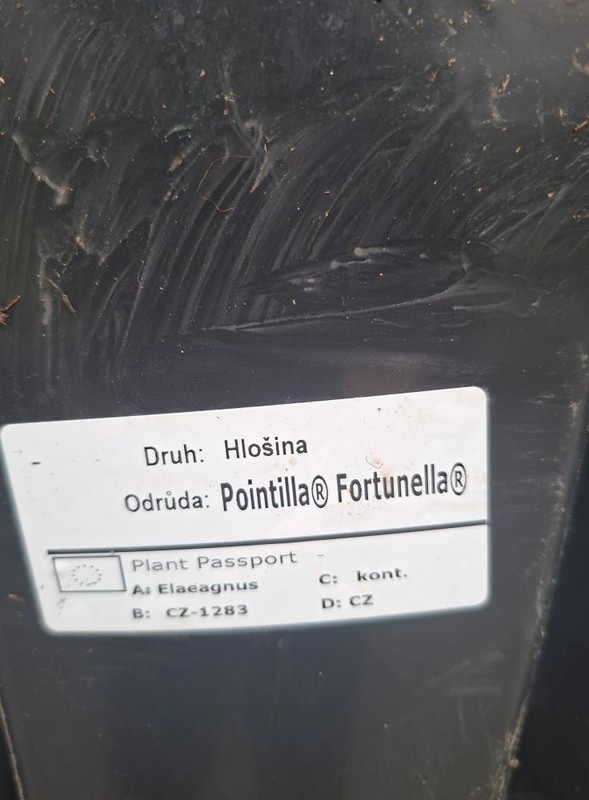 Druh: Hlošina
Odrůda: Pointilla® Fortunella®
Plant Passport -
A: Elaeagnus C: kont.
B: CZ-1283 D: CZ